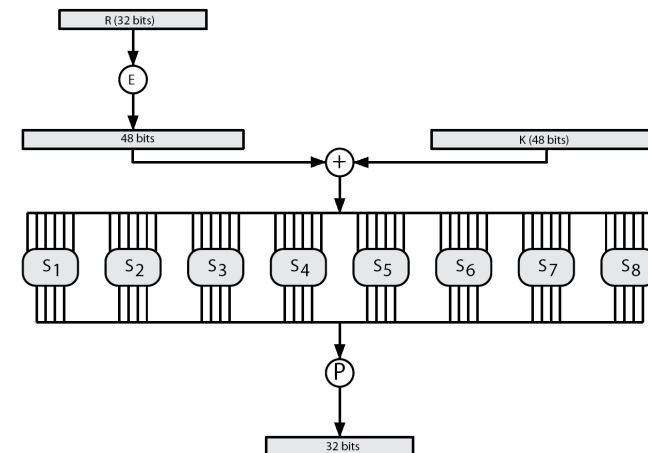 R (32 bits)
E
48 bits
K (48 bits)
+
S1 S2 S3 S4 S5 S6 S7 S8
P
32 bits